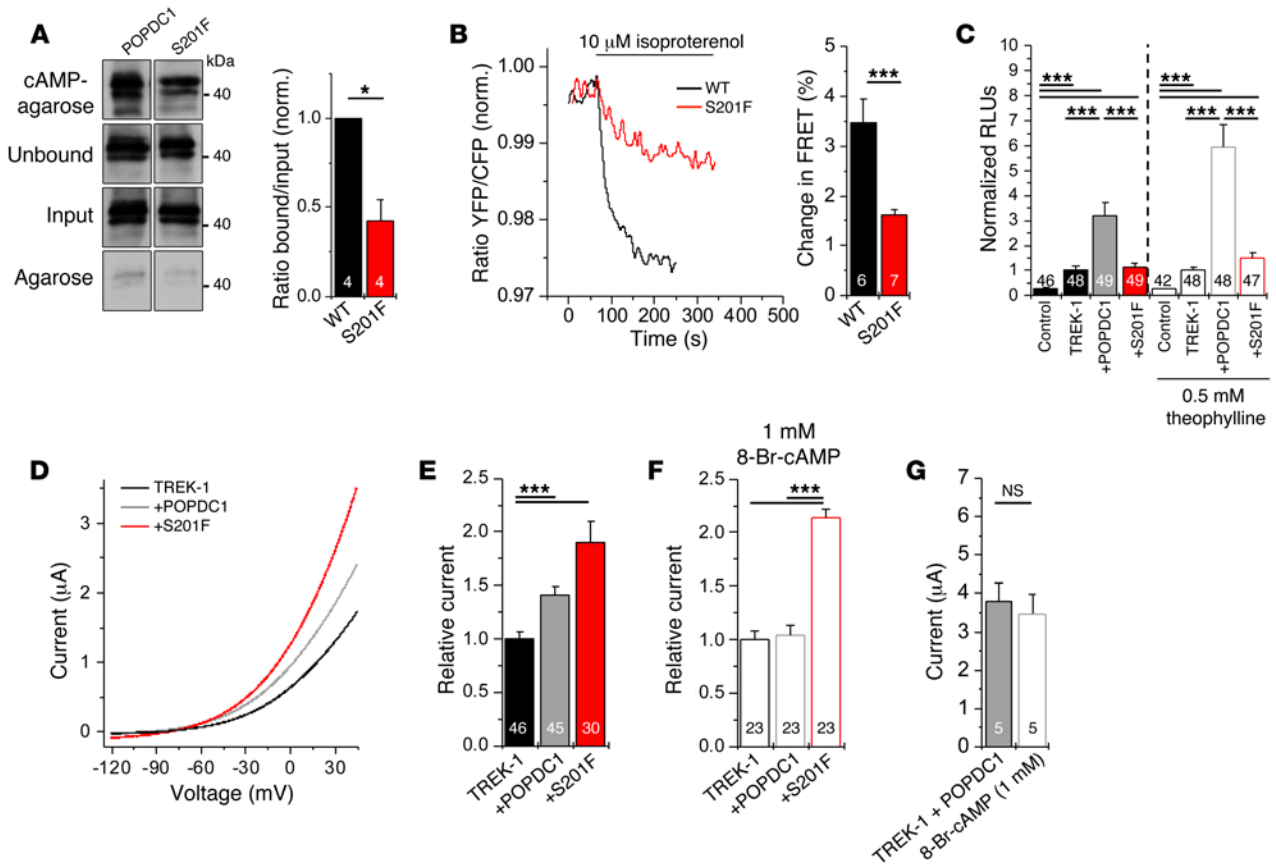 A
POPDC1
S201F
kDa
cAMP-
agarose
40
Unbound
40
Input
40
Agarose
40
Ratio bound/input (norm.)
1.0
0.5
0.0
*
4
4
WT
S201F
B
10 μM isoproterenol
WT
S201F
Ratio YFP/CFP (norm.)
1.00
0.99
0.98
0.97
0 100 200 300 400 500
Time (s)
Change in FRET (%)
5
4
3
2
1
0
***
6
7
WT
S201F
C
Normalized RLUs
10
9
8
7
6
5
4
3
2
1
0
*** ***
*** *** *** ***
46 48 49 49 42 48 48 47
Control
TREK-1
+POPDC1
+S201F
Control
TREK-1
+POPDC1
+S201F
0.5 mM
theophylline
D
TREK-1
+POPDC1
+S201F
Current (μA)
3
2
1
0
-120 -90 -60 -30 0 30
Voltage (mV)
E
Relative current
2.5
2.0
1.5
1.0
0.5
0.0
***
46 45 30
TREK-1
+POPDC1
+S201F
F
1 mM
8-Br-cAMP
Relative current
2.5
2.0
1.5
1.0
0.5
0.0
***
23 23 23
TREK-1
+POPDC1
+S201F
G
Current (μA)
7
6
5
4
3
2
1
0
NS
5 5
TREK-1 + POPDC1
8-Br-cAMP (1 mM)